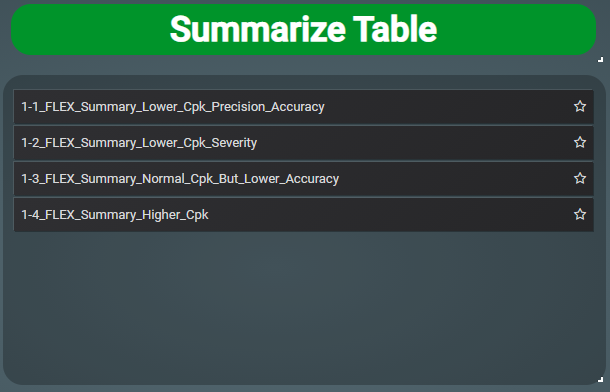 Summarize Table
1-1_FLEX_Summary_Lower_Cpk_Precision_Accuracy
1-2_FLEX_Summary_Lower_Cpk_Severity
1-3_FLEX_Summary_Normal_Cpk_But_Lower_Accuracy
1-4_FLEX_Summary_Higher_Cpk